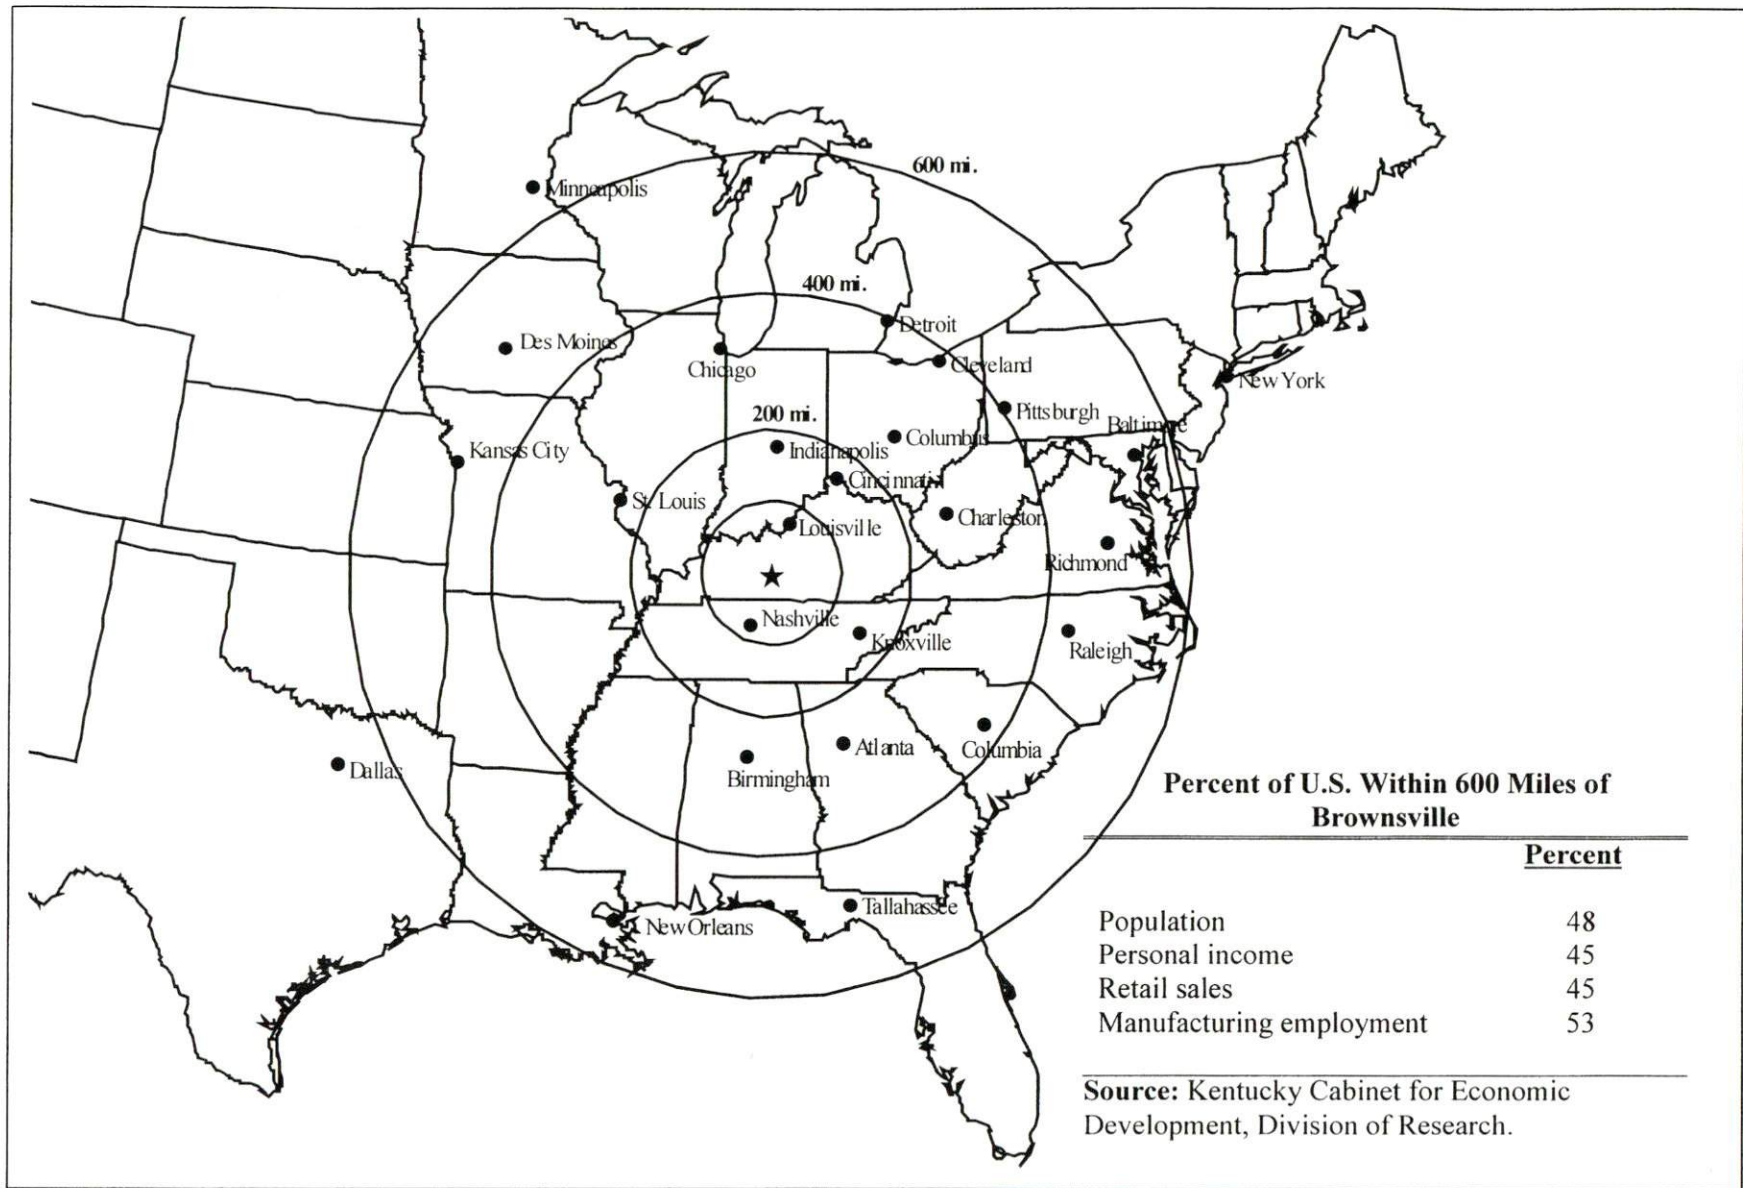 600 mi.
Minneapolis
400 mi.
Detroit
Des Moines
Chicago
Cleveland
New York
200 mi.
Pittsburgh
Baltimore
Columbus
Indianapolis
Kansas City
Cincinnati
St. Louis
Charleston
Louisville
Richmond
Nashville
Knoxville
Raleigh
Atlanta
Columbia
Dallas
Birmingham
Tallahassee
New Orleans
Percent of U.S. Within 600 Miles of
Brownsville
Percent
Population 48
Personal income 45
Retail sales 45
Manufacturing employment 53
Source: Kentucky Cabinet for Economic
Development, Division of Research.